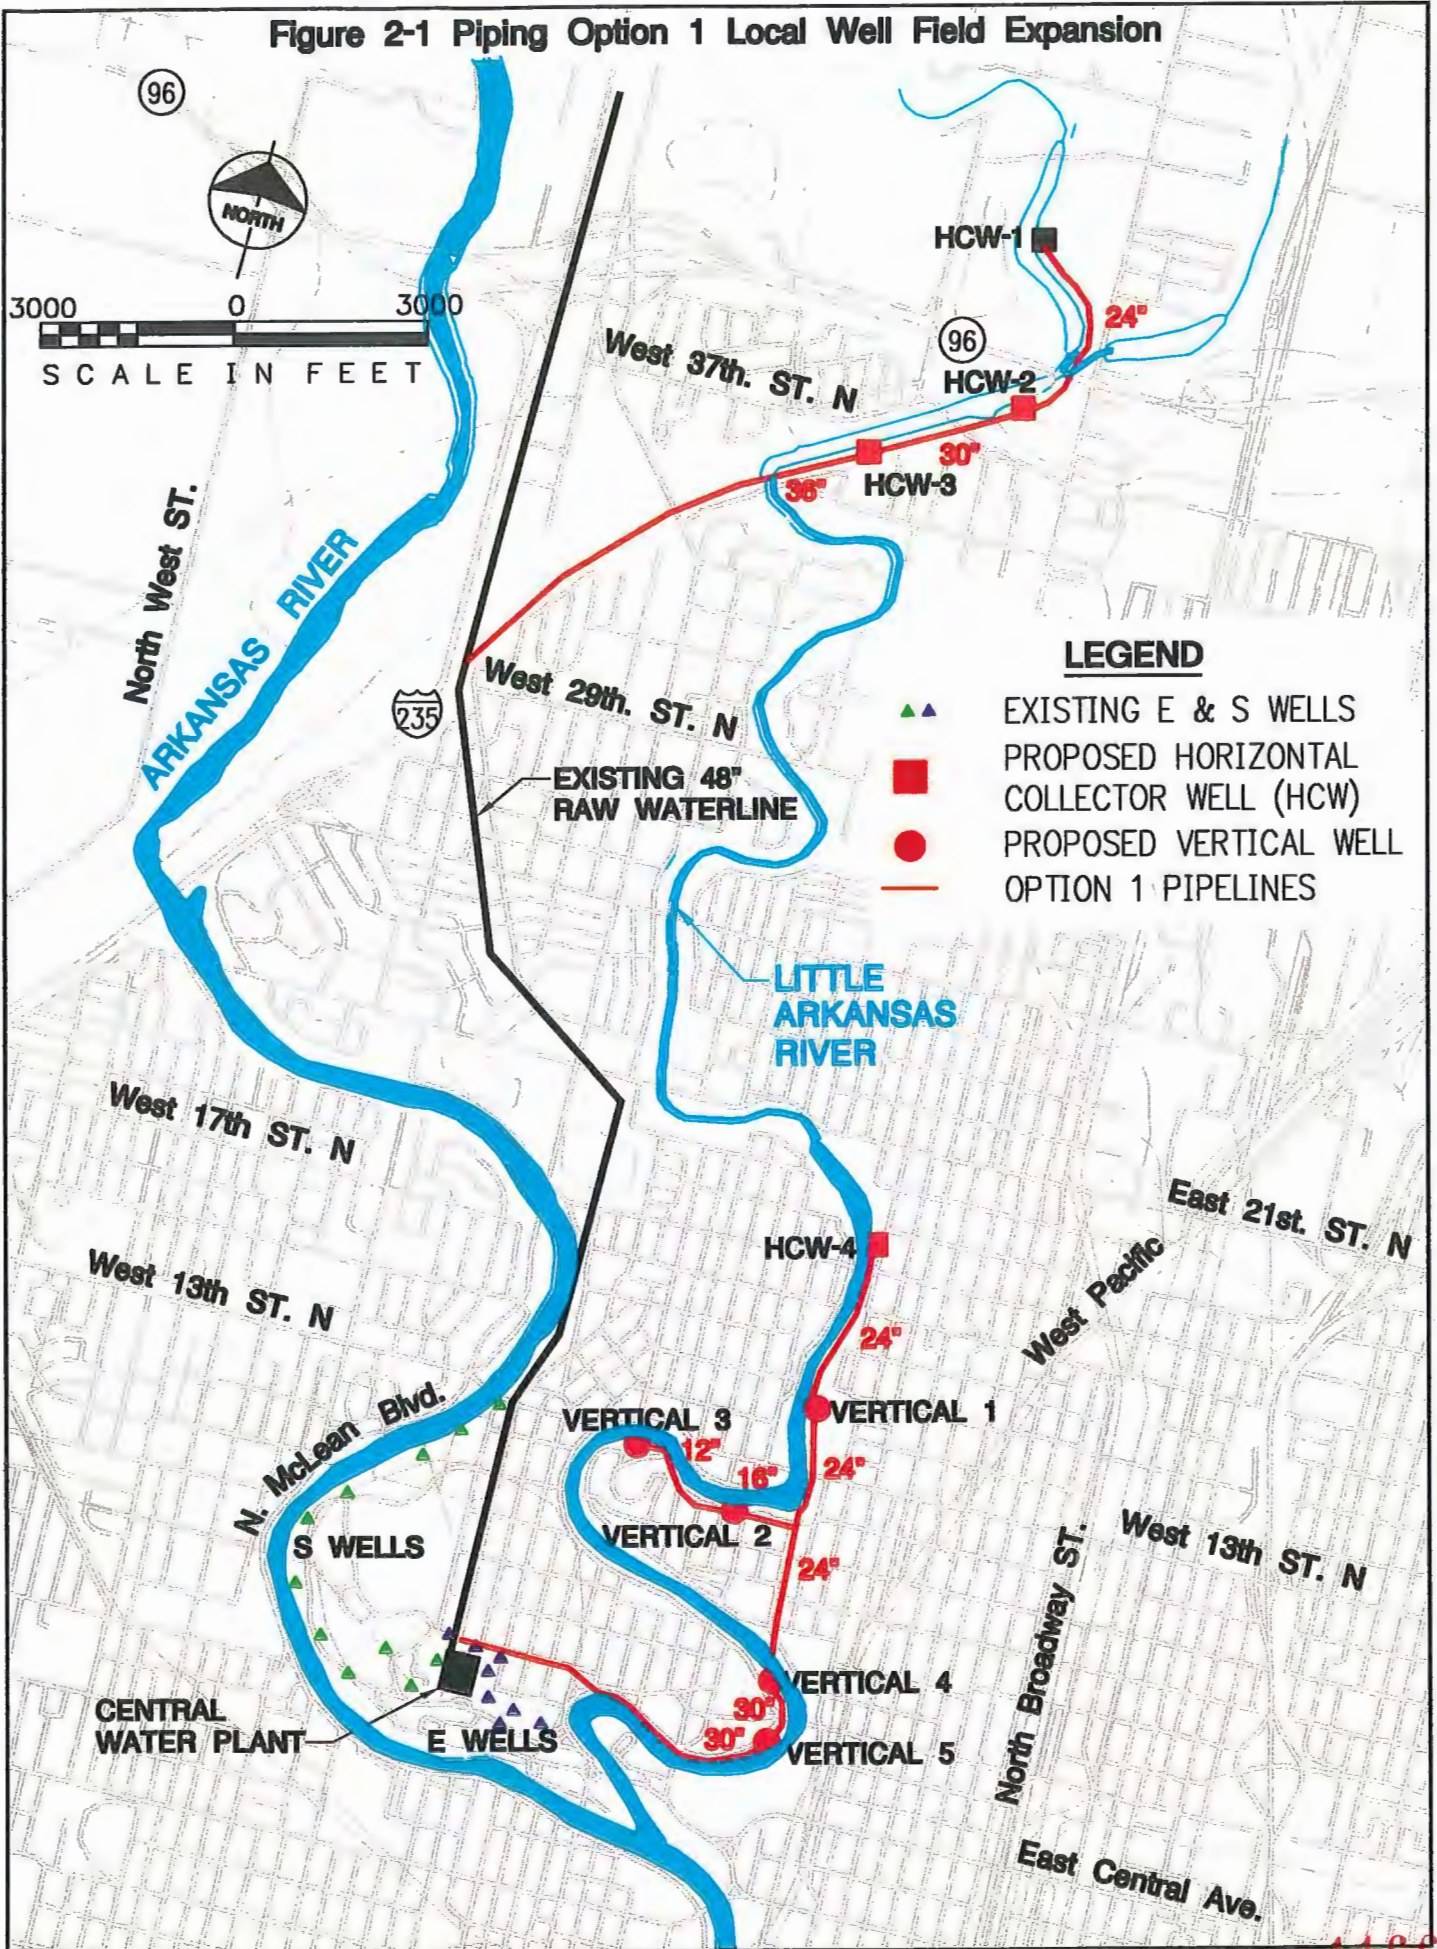 Figure 2-1 Piping Option 1 Local Well Field Expansion
96
NORTH
3000 0 3000
SCALE IN FEET
HCW-1
24"
96
HCW-2
West 37th. ST. N
30"
HCW-3
36"
North West ST.
ARKANSAS RIVER
West 29th. ST. N
235
EXISTING 48"
RAW WATERLINE
LEGEND
EXISTING E & S WELLS
PROPOSED HORIZONTAL
COLLECTOR WELL (HCW)
PROPOSED VERTICAL WELL
OPTION 1 PIPELINES
LITTLE
ARKANSAS
RIVER
West 17th ST. N
East 21st. ST. N
HCW-4
West Pacific
West 13th ST. N
24"
N. McLean Blvd.
VERTICAL 3
VERTICAL 1
12"
16"
24"
VERTICAL 2
S WELLS
West 13th ST. N
24"
North Broadway ST.
VERTICAL 4
30"
CENTRAL
WATER PLANT
E WELLS
30"
VERTICAL 5
East Central Ave.